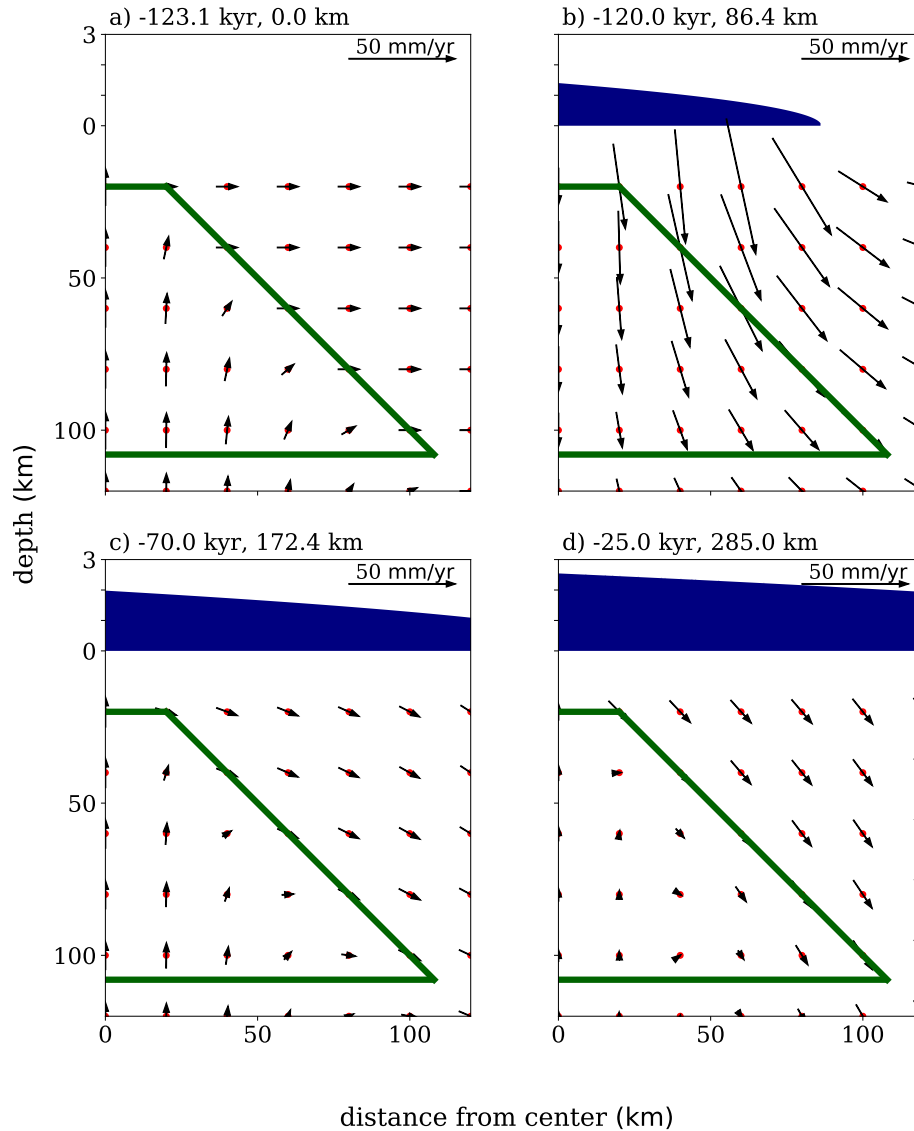 a) -123.1 kyr, 0.0 km
b) -120.0 kyr, 86.4 km
3
50 mm/yr
50 mm/yr
0
50
100
depth (km)
c) -70.0 kyr, 172.4 km
d) -25.0 kyr, 285.0 km
3
50 mm/yr
50 mm/yr
0
50
100
0
50
100
0
50
100
distance from center (km)